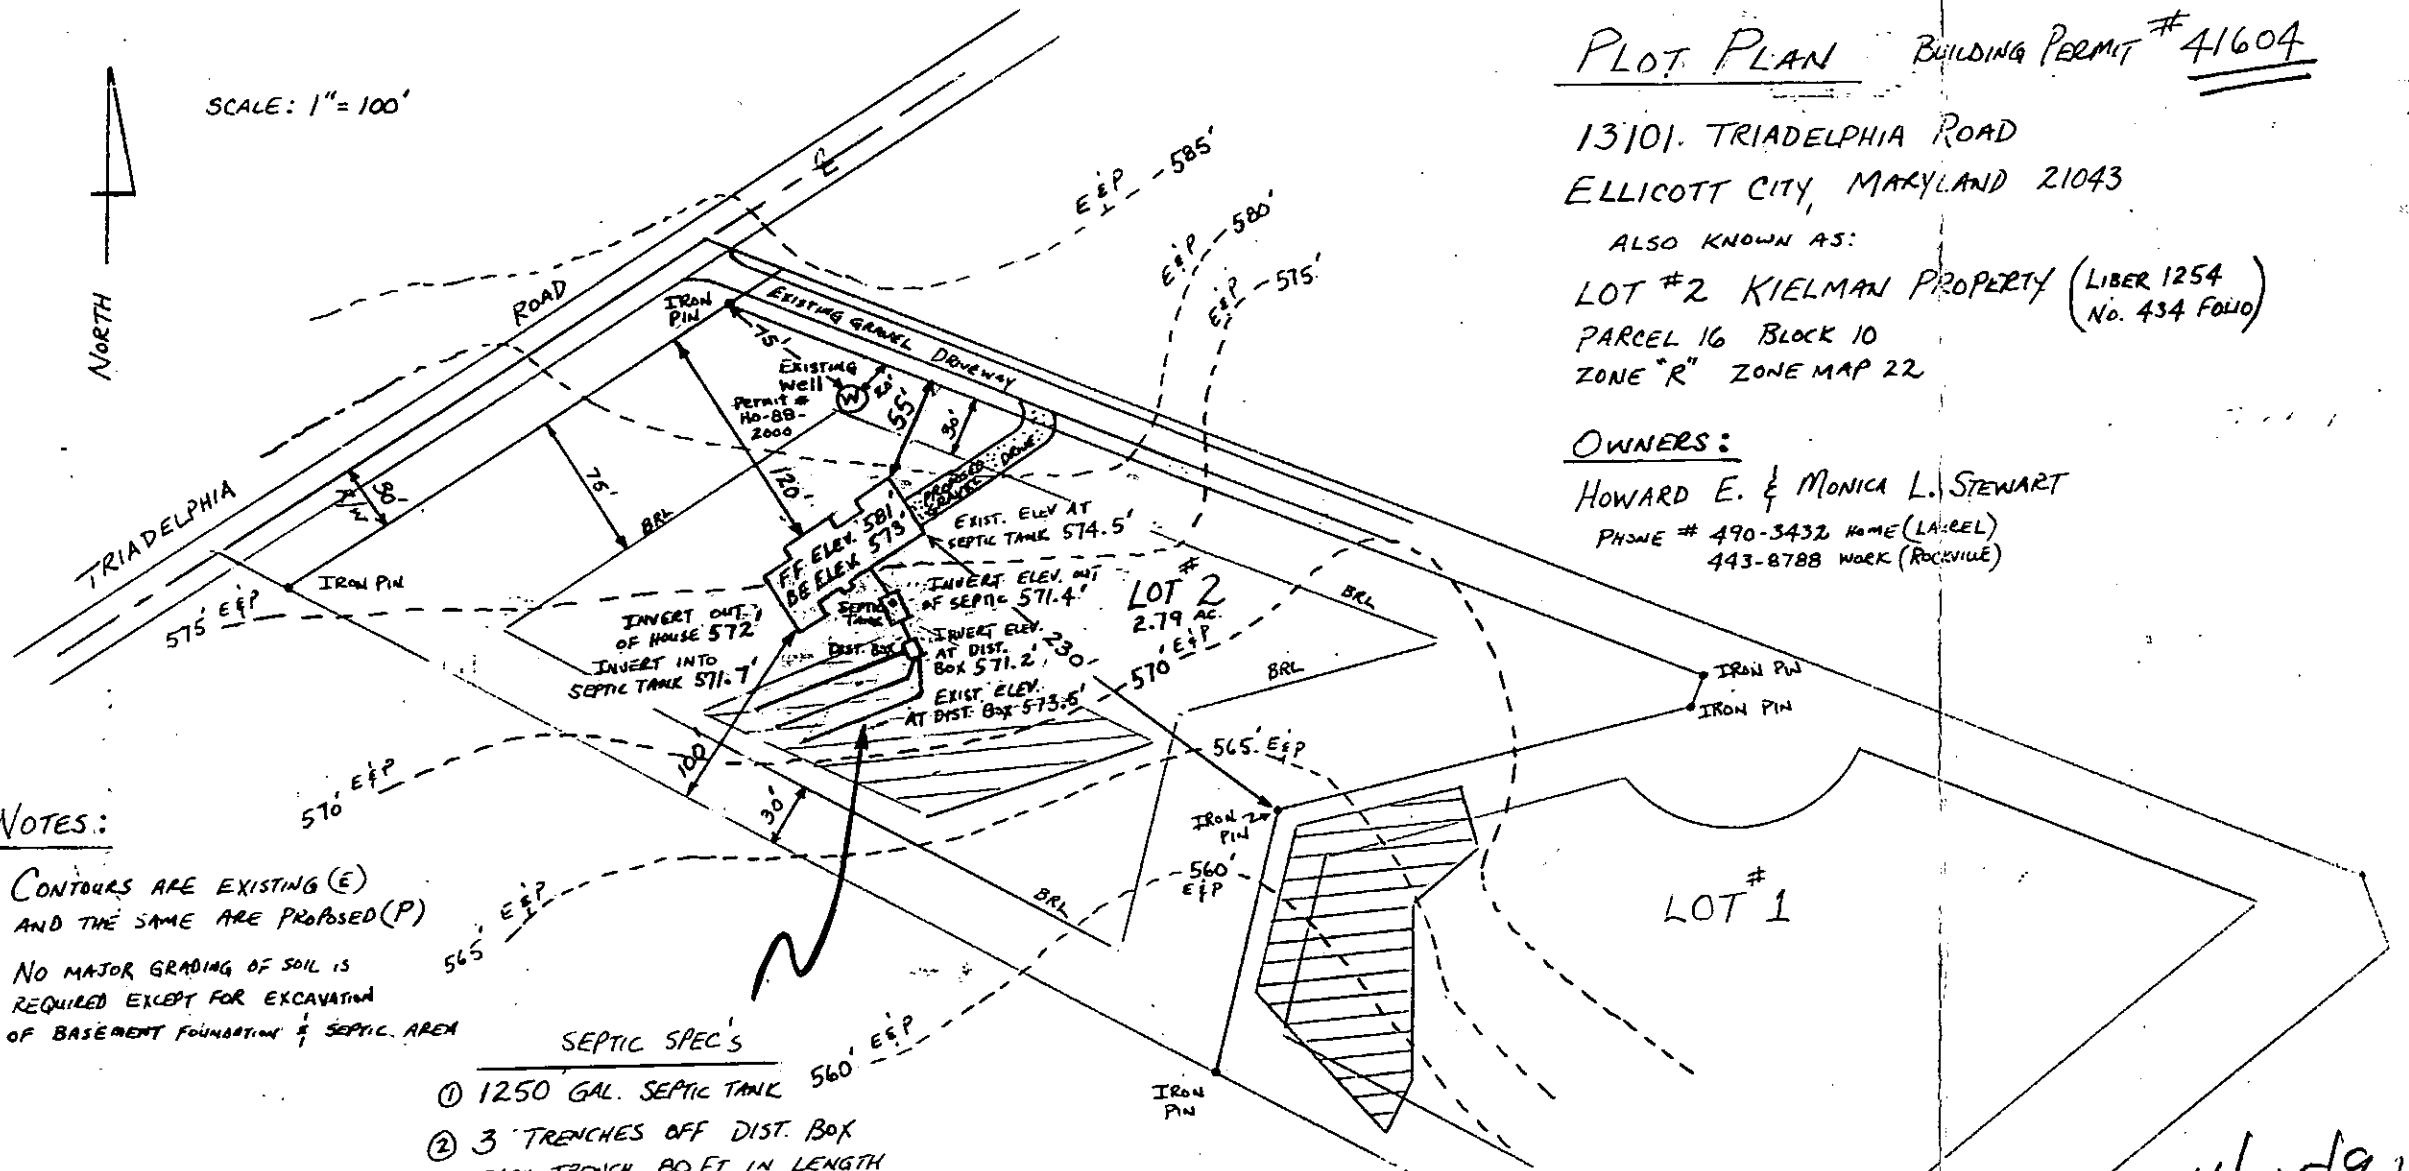 PLOT PLAN BUILDING PERMIT # 41604
SCALE: 1" = 100'
NORTH
13101. TRIADELPHIA ROAD
ELLICOTT CITY, MARYLAND 21043
ALSO KNOWN AS:
LOT #2 KIELMAN PROPERTY (LIBER 1254
No. 434 FOLIO)
PARCEL 16 BLOCK 10
ZONE "R" ZONE MAP 22
OWNERS:
HOWARD E. & MONICA L. STEWART
PHONE # 490-3432 HOME (LAUREL)
443-8788 WORK (ROCKVILLE)
TRIADELPHIA
ROAD
℄
E&P 585'
E&P 580'
E&P 575'
IRON
PIN
EXISTING GRAVEL DRIVEWAY
75'
EXISTING
Well
W
Permit #
HO-88-
2000
55'
30'
120'
75'
BRL
R/W
IRON PIN
575' E&P
PROPOSED DRIVE
GRAVEL
FF ELEV. 581'
BE ELEV. 573'
EXIST. ELEV AT
SEPTIC TANK 574.5'
INVERT ELEV. OUT
OF SEPTIC 571.4'
LOT #2
2.79 AC.
BRL
INVERT OUT
OF HOUSE 572'
INVERT INTO
SEPTIC TANK 571.7'
SEPTIC
TANK
DIST. BOX
INVERT ELEV.
AT DIST.
BOX 571.2'
230'
570' E&P
EXIST ELEV.
AT DIST. BOX 573.6'
BRL
IRON PIN
IRON PIN
100'
30'
565' E&P
IRON
PIN
560'
E&P
BRL
LOT #1
570' E&P
565' E&P
560' E&P
IRON
PIN
NOTES:
CONTOURS ARE EXISTING (E)
AND THE SAME ARE PROPOSED (P)
NO MAJOR GRADING OF SOIL IS
REQUIRED EXCEPT FOR EXCAVATION
OF BASEMENT FOUNDATION & SEPTIC AREA
SEPTIC SPEC'S
① 1250 GAL. SEPTIC TANK
② 3 TRENCHES OFF DIST. BOX
TRENCH 80 FT IN LENGTH